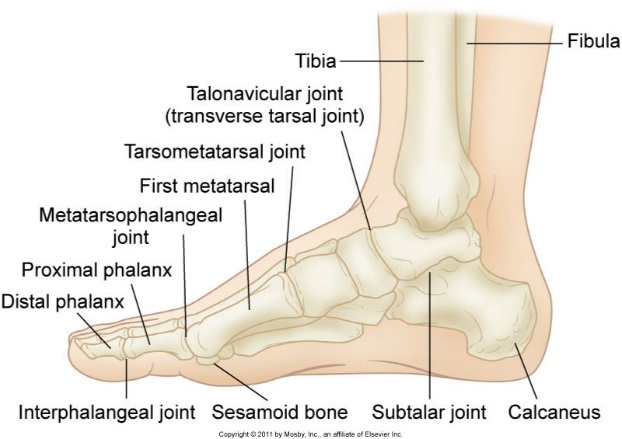 Fibula
Tibia
Talonavicular joint
(transverse tarsal joint)
Tarsometatarsal joint
First metatarsal
Metatarsophalangeal
joint
Proximal phalanx
Distal phalanx
Interphalangeal joint
Sesamoid bone
Subtalar joint
Calcaneus
Copyright © 2011 by Mosby, Inc., an affiliate of Elsevier Inc.